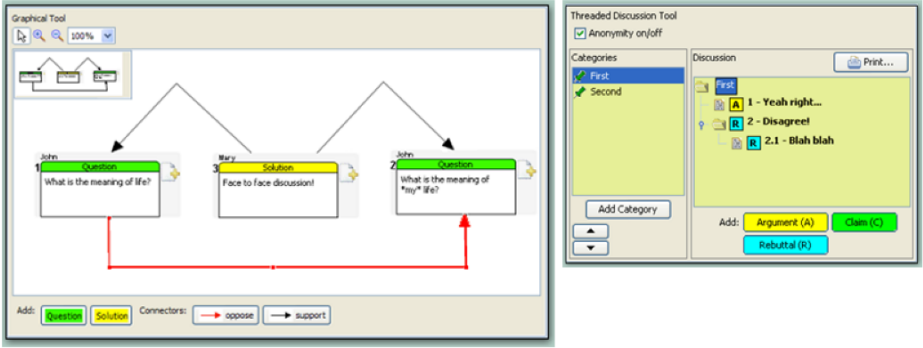 Graphical Tool
100%
John
1
Question
What is the meaning of life?
Mary
3
Solution
Face to face discussion!
John
2
Question
What is the meaning of
"my" life?
Add:
Question
Solution
Connectors:
oppose
support
Threaded Discussion Tool
Anonymity on/off
Categories
First
Second
Add Category
Discussion
Print...
First
A 1 - Yeah right...
R 2 - Disagree!
R 2.1 - Blah blah
Add:
Argument (A)
Claim (C)
Rebuttal (R)